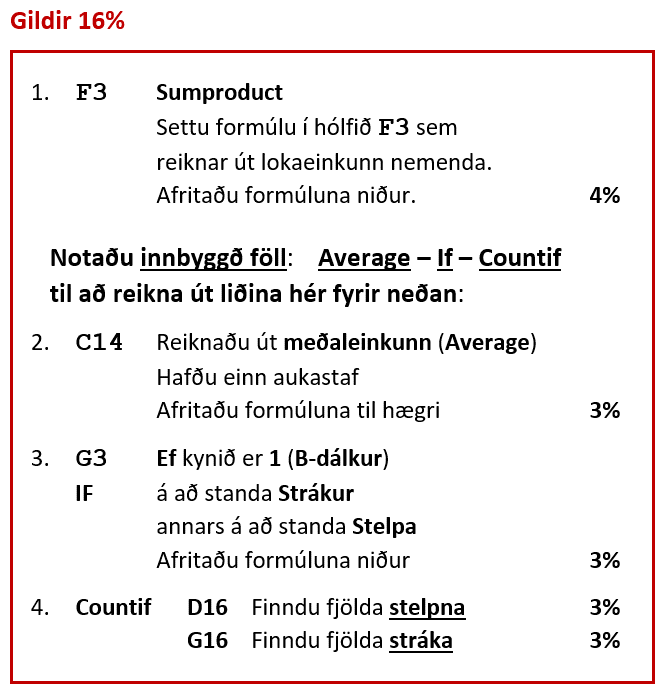 Gildir 16%
1. F3 Sumproduct
Settu formúlu í hólfið F3 sem
reiknar út lokaeinkunn nemenda.
Afritaðu formúluna niður. 4%
Notaðu innbyggð föll: Average – If – Countif
til að reikna út liðina hér fyrir neðan:
2. C14 Reiknaðu út meðaleinkunn (Average)
Hafðu einn aukastaf
Afritaðu formúluna til hægri 3%
3. G3 Ef kynið er 1 (B-dálkur)
IF á að standa Strákur
annars á að standa Stelpa
Afritaðu formúluna niður 3%
4. Countif D16 Finndu fjölda stelpna 3%
G16 Finndu fjölda stráka 3%